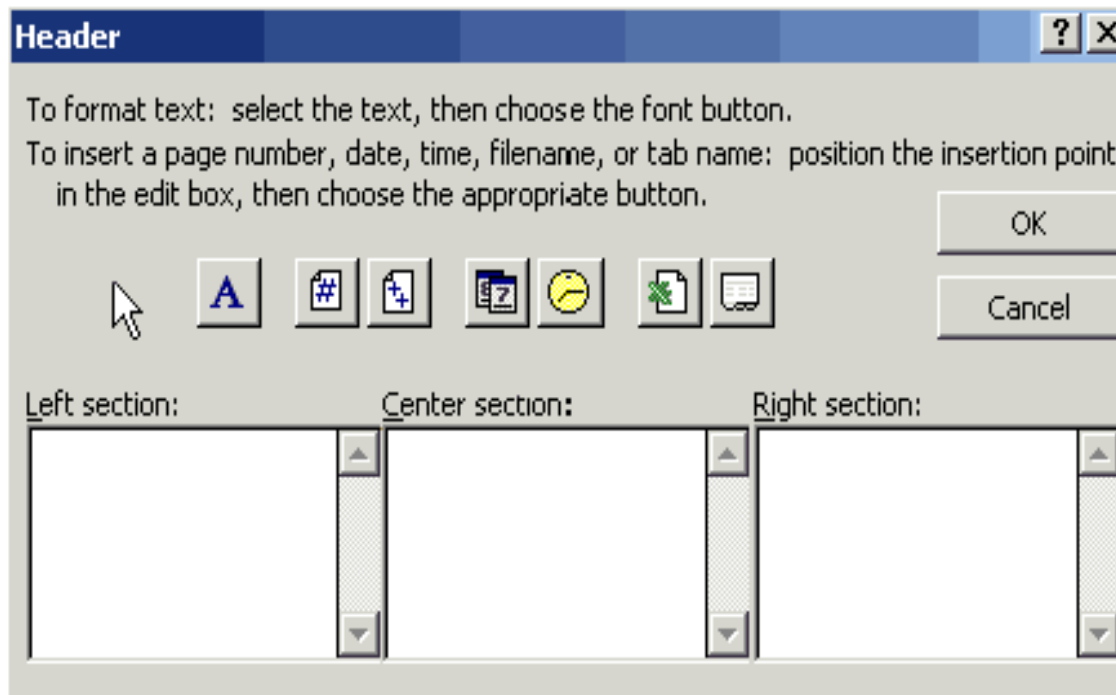 Header
To format text: select the text, then choose the font button.
To insert a page number, date, time, filename, or tab name: position the insertion point
in the edit box, then choose the appropriate button.
OK
A # 7
Cancel
Left section: Center section: Right section: